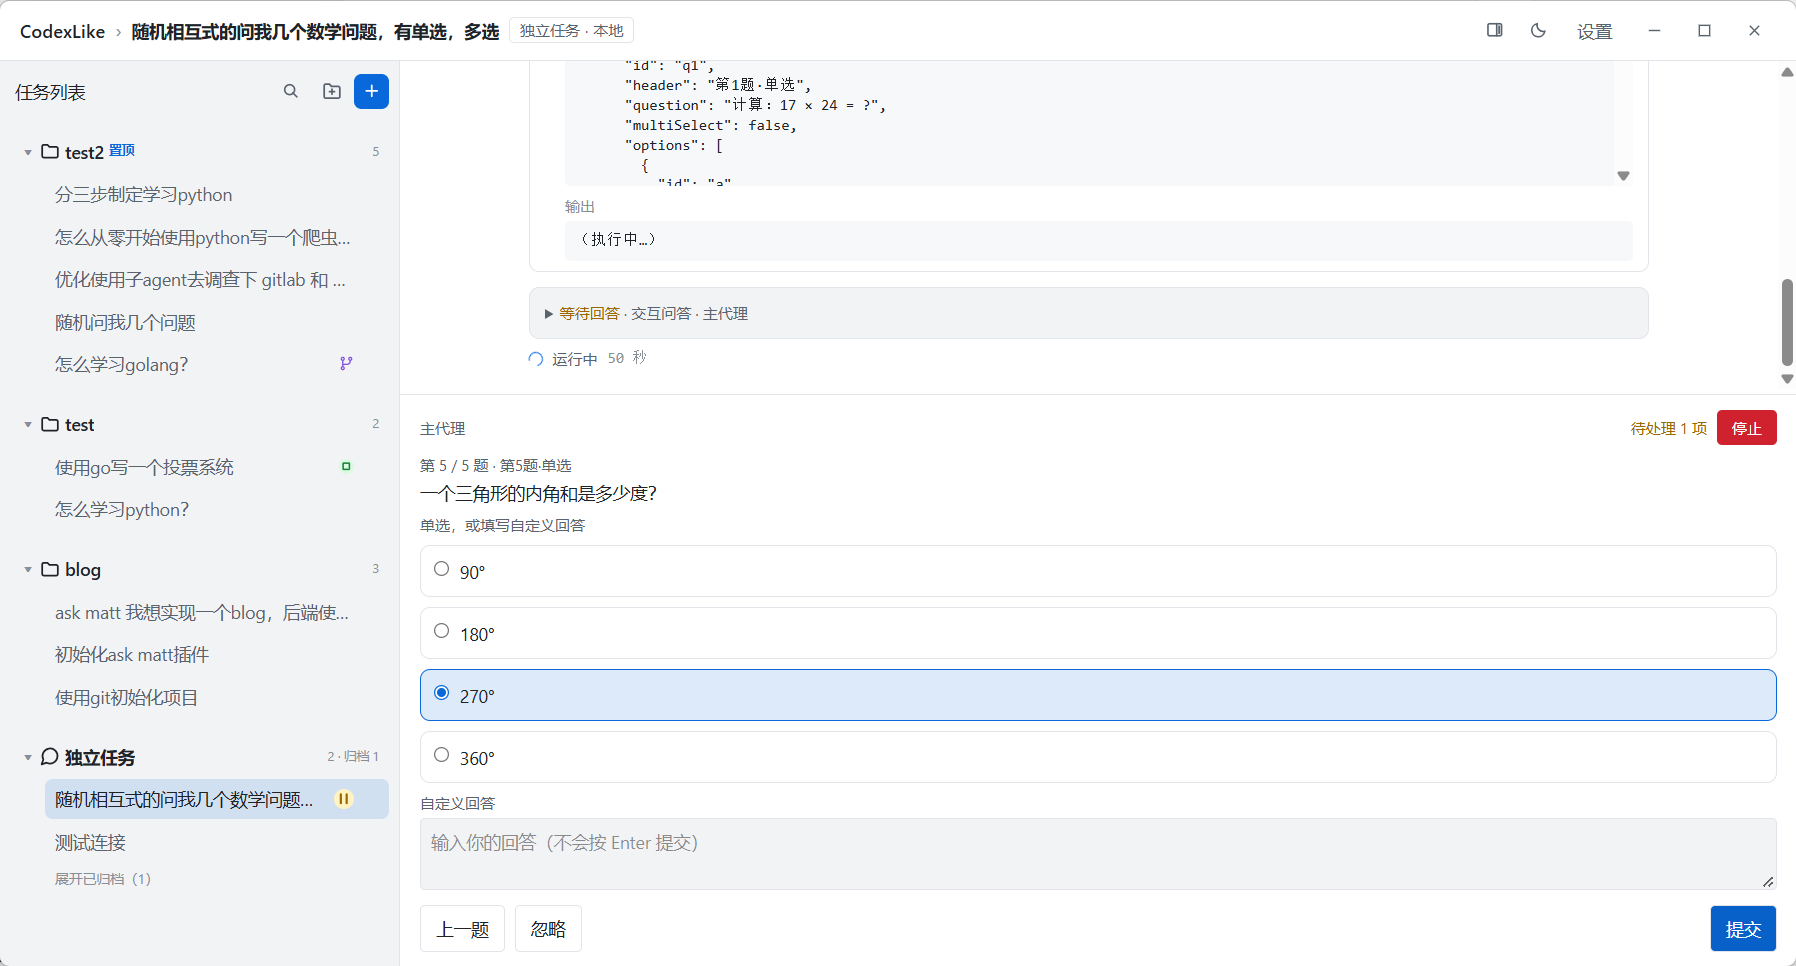 CodexLike › 随机相互式的问我几个数学问题，有单选，多选 独立任务 · 本地 设置
任务列表
test2 置顶 5
分三步制定学习python
怎么从零开始使用python写一个爬虫...
优化使用子agent去调查下 gitlab 和 ...
随机问我几个问题
怎么学习golang？
test 2
使用go写一个投票系统
怎么学习python？
blog 3
ask matt 我想实现一个blog，后端使...
初始化ask matt插件
使用git初始化项目
独立任务 2 · 归档 1
随机相互式的问我几个数学问题...
测试连接
展开已归档（1）
"id": "q1",
"header": "第1题·单选",
"question": "计算：17 × 24 = ?",
"multiSelect": false,
"options": [
{
"id": "a"
输出
（执行中…）
等待回答 · 交互问答 · 主代理
运行中 50 秒
主代理 待处理 1 项 停止
第 5 / 5 题 · 第5题·单选
一个三角形的内角和是多少度？
单选，或填写自定义回答
90°
180°
270°
360°
自定义回答
输入你的回答（不会按 Enter 提交）
上一题 忽略 提交